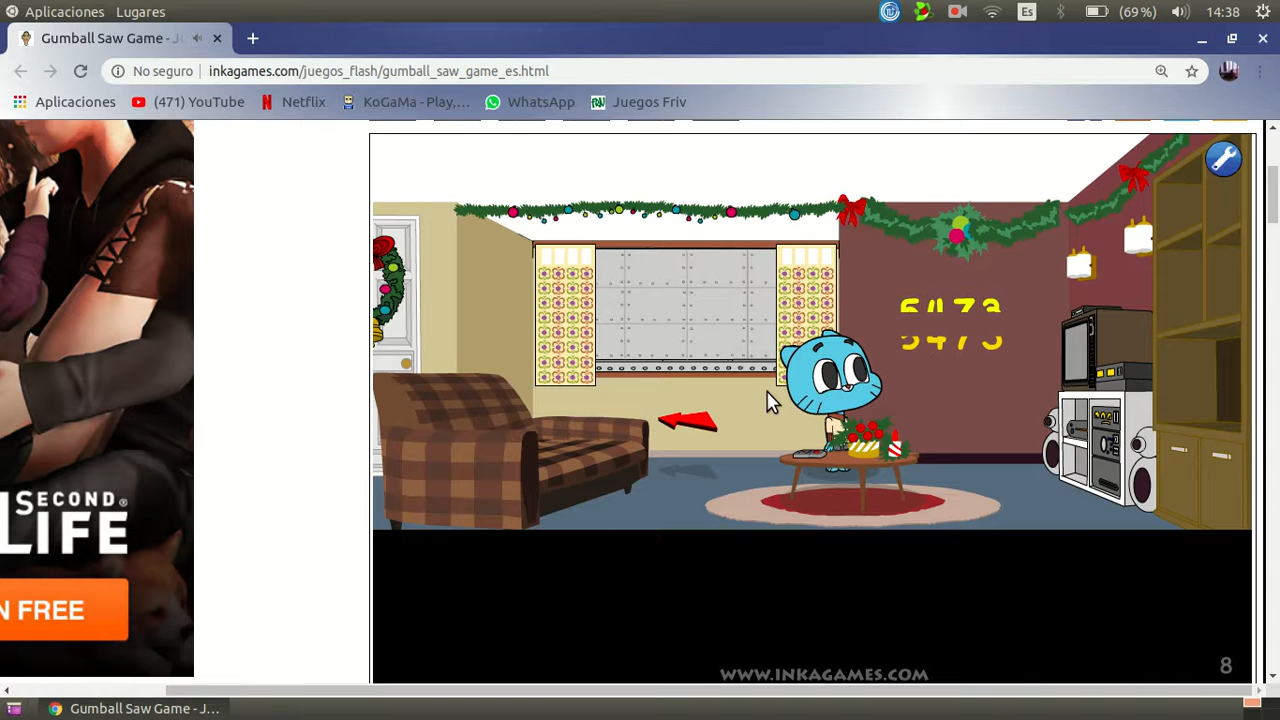 Aplicaciones Lugares Es (69%) 14:38
Gumball Saw Game - J
No seguro inkagames.com/juegos_flash/gumball_saw_game_es.html
Aplicaciones (471) YouTube Netflix KoGaMa - Play,... WhatsApp Juegos Friv
SECOND
LIFE®
N FREE
WWW.INKAGAMES.COM
8
Gumball Saw Game - J...